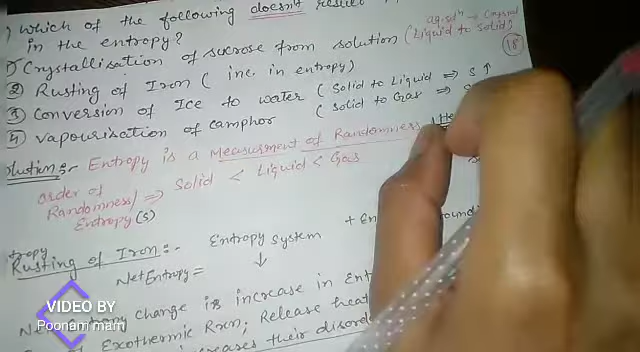 which of the following doesn't result
in the entropy?
1) Crystallisation of sucrose from solution (aq. soln → Crystal
(Liquid to Solid)
(18)
2) Rusting of Iron (inc. in entropy)
3) Conversion of Ice to water (Solid to Liquid ⇒ S ↑
4) Vapourisation of camphor (Solid to Gas ⇒ S
olution:- Entropy is a Measurment of Randomness
order of
Randomness/ ⇒ Solid < Liquid < Gas
Entropy (S)
tropy
Rusting of Iron:-
Entropy system + En
Net Entropy = ↓
change is increase in Ent
Exothermic Rxn; Release heat
increases their disord
VIDEO BY
Poonam mam